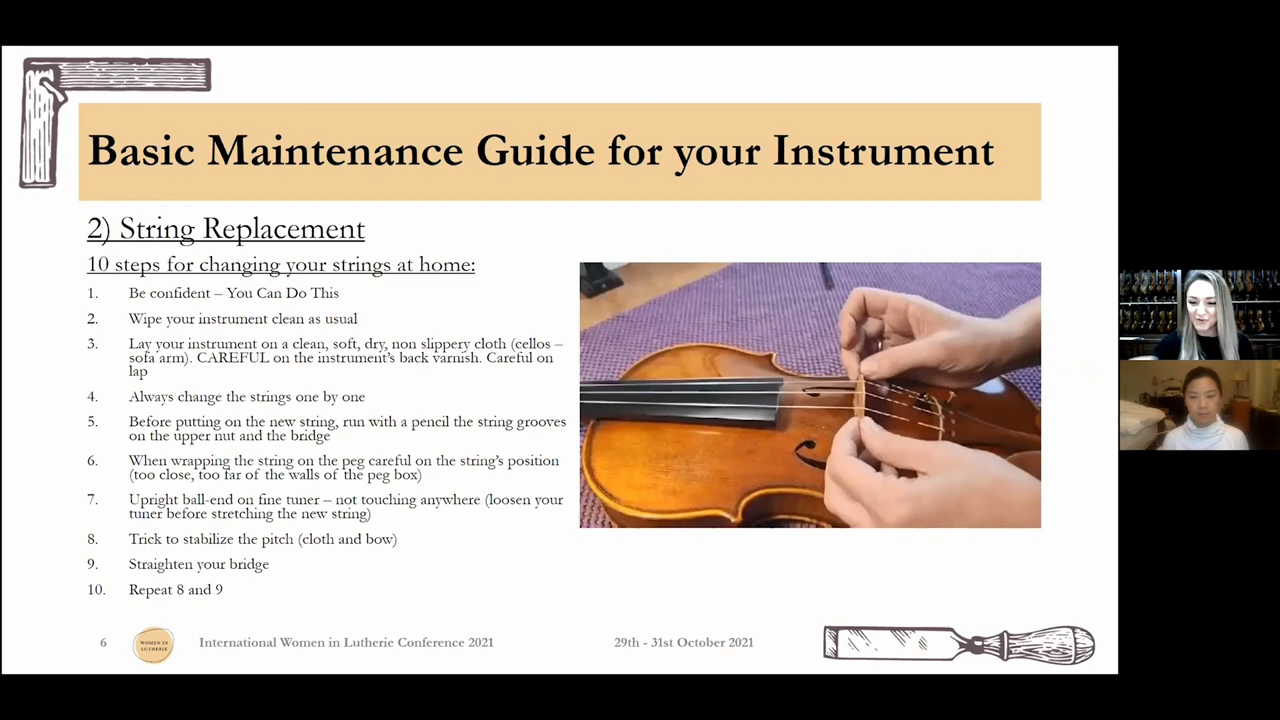 Basic Maintenance Guide for your Instrument
2) String Replacement
10 steps for changing your strings at home:
1. Be confident – You Can Do This
2. Wipe your instrument clean as usual
3. Lay your instrument on a clean, soft, dry, non slippery cloth (cellos –
sofa arm). CAREFUL on the instrument's back varnish. Careful on
lap
4. Always change the strings one by one
5. Before putting on the new string, run with a pencil the string grooves
on the upper nut and the bridge
6. When wrapping the string on the peg careful on the string's position
(too close, too far of the walls of the peg box)
7. Upright ball-end on fine tuner – not touching anywhere (loosen your
tuner before stretching the new string)
8. Trick to stabilize the pitch (cloth and bow)
9. Straighten your bridge
10. Repeat 8 and 9
6
WOMEN IN
LUTHERIE
International Women in Lutherie Conference 2021
29th - 31st October 2021